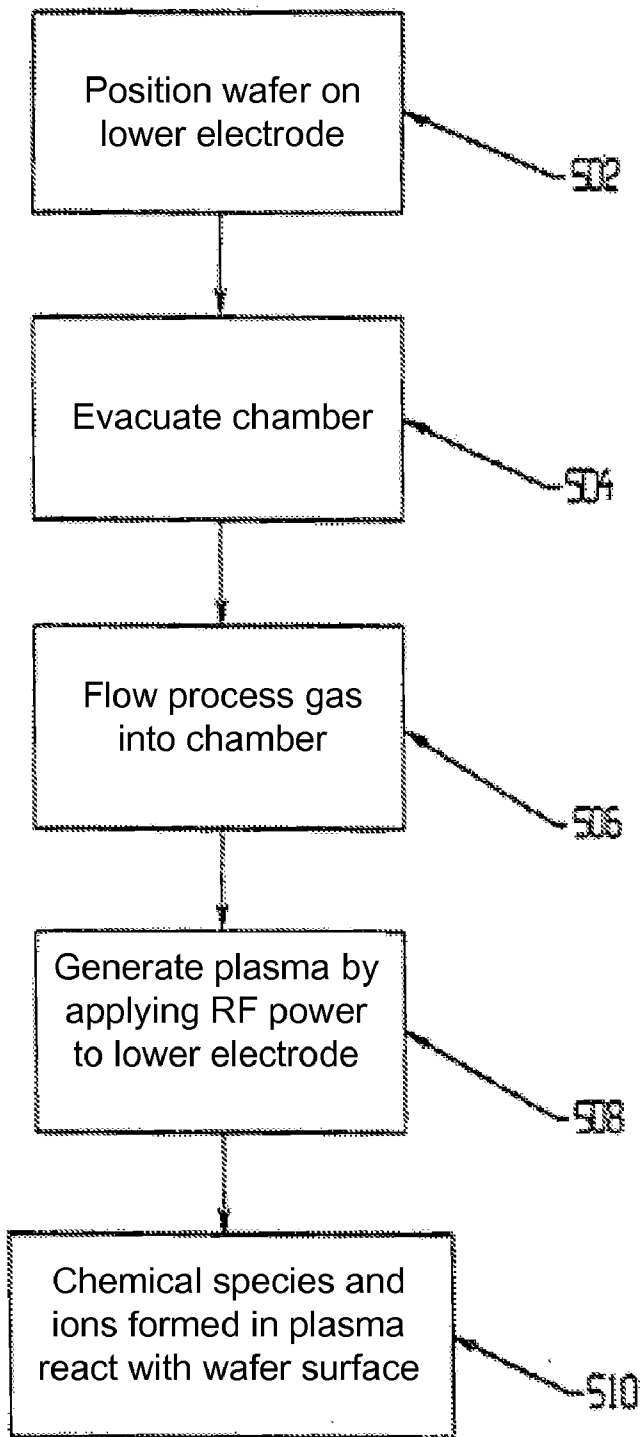 Position wafer on
lower electrode
502
Evacuate chamber
504
Flow process gas
into chamber
506
Generate plasma by
applying RF power
to lower electrode
508
Chemical species and
ions formed in plasma
react with wafer surface
510